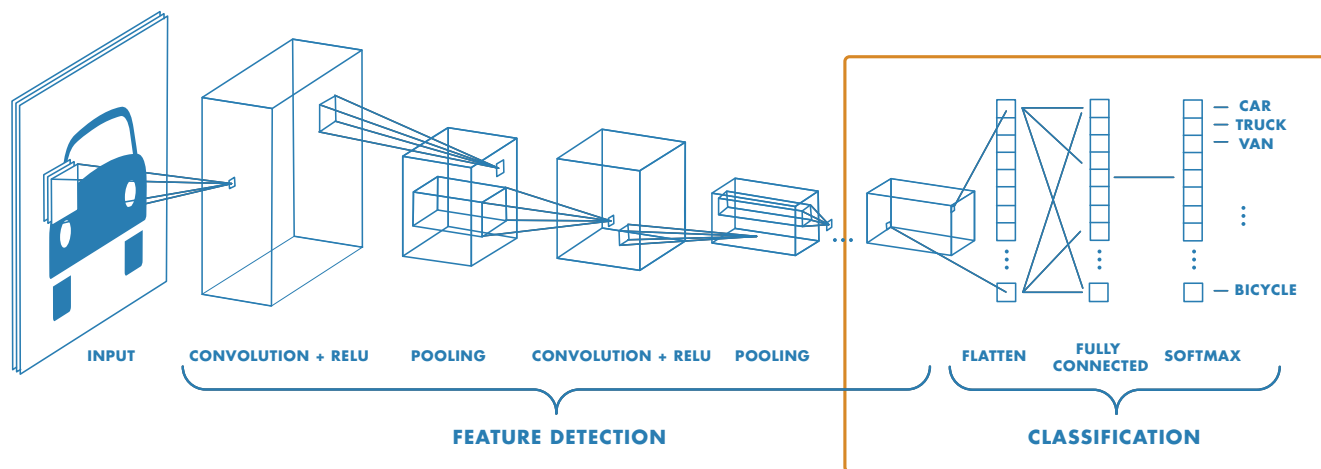 CAR
TRUCK
VAN
BICYCLE
INPUT
CONVOLUTION + RELU
POOLING
CONVOLUTION + RELU
POOLING
FLATTEN
FULLY
CONNECTED
SOFTMAX
FEATURE DETECTION
CLASSIFICATION